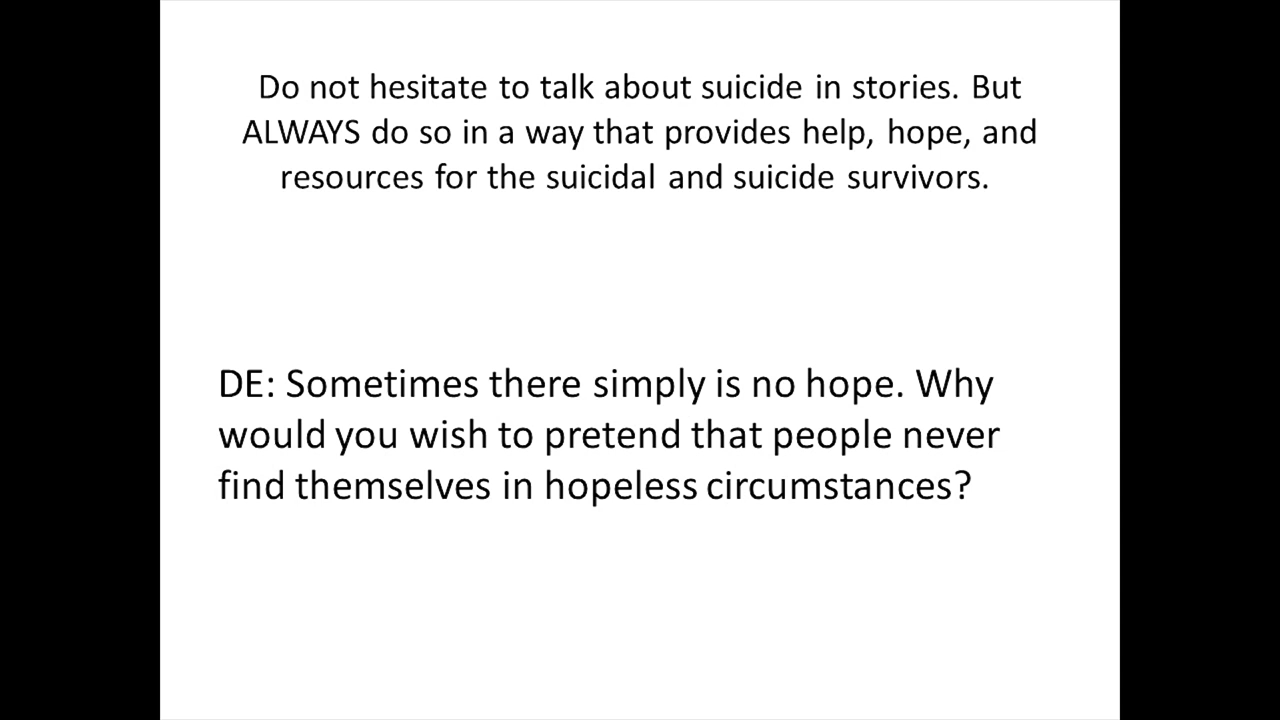 Do not hesitate to talk about suicide in stories. But
ALWAYS do so in a way that provides help, hope, and
resources for the suicidal and suicide survivors.
DE: Sometimes there simply is no hope. Why
would you wish to pretend that people never
find themselves in hopeless circumstances?